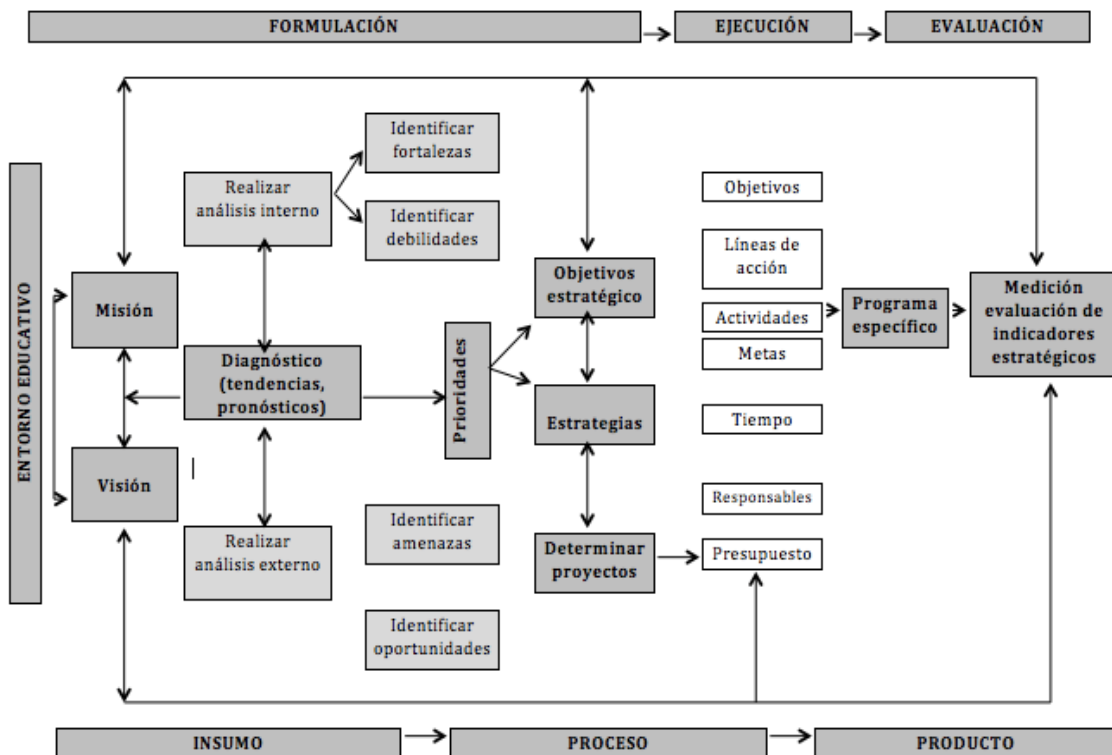 FORMULACIÓN
EJECUCIÓN
EVALUACIÓN
ENTORNO EDUCATIVO
Misión
Visión
Realizar
análisis interno
Diagnóstico
(tendencias,
pronósticos)
Realizar
análisis externo
Identificar
fortalezas
Identificar
debilidades
Identificar
amenazas
Identificar
oportunidades
Prioridades
Objetivos
estratégico
Estrategias
Determinar
proyectos
Objetivos
Líneas de
acción
Actividades
Metas
Tiempo
Responsables
Presupuesto
Programa
específico
Medición
evaluación de
indicadores
estratégicos
INSUMO
PROCESO
PRODUCTO